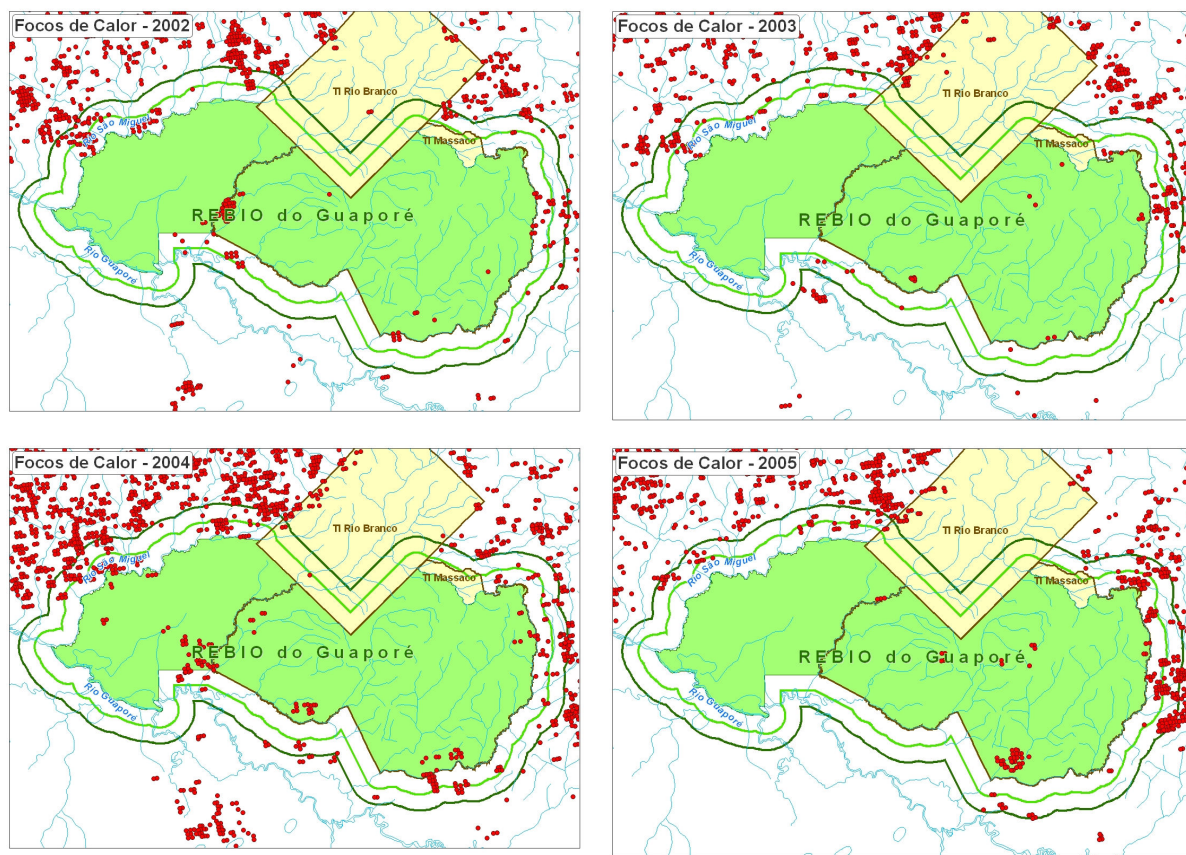 Focos de Calor - 2002
TI Rio Branco
Rio São Miguel
TI Massaco
REBIO do Guaporé
Rio Guaporé
Focos de Calor - 2003
TI Rio Branco
Rio São Miguel
TI Massaco
REBIO do Guaporé
Rio Guaporé
Focos de Calor - 2004
TI Rio Branco
Rio São Miguel
TI Massaco
REBIO do Guaporé
Rio Guaporé
Focos de Calor - 2005
TI Rio Branco
Rio São Miguel
TI Massaco
REBIO do Guaporé
Rio Guaporé